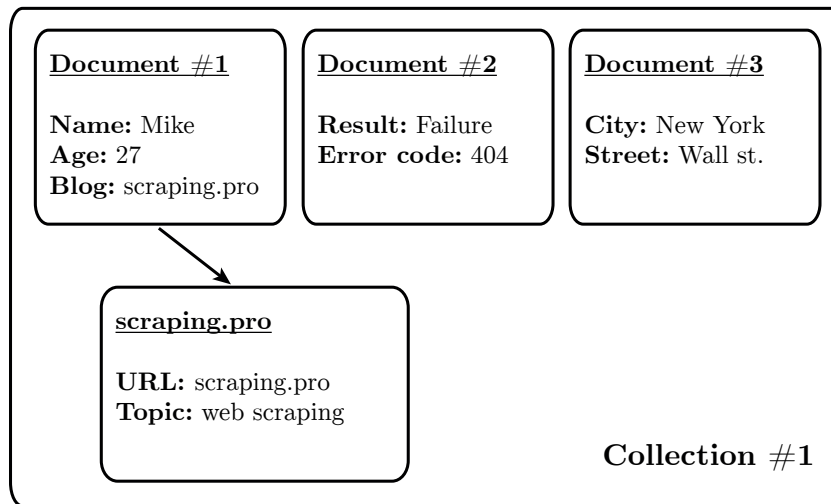 Document #1
Name: Mike
Age: 27
Blog: scraping.pro
Document #2
Result: Failure
Error code: 404
Document #3
City: New York
Street: Wall st.
scraping.pro
URL: scraping.pro
Topic: web scraping
Collection #1